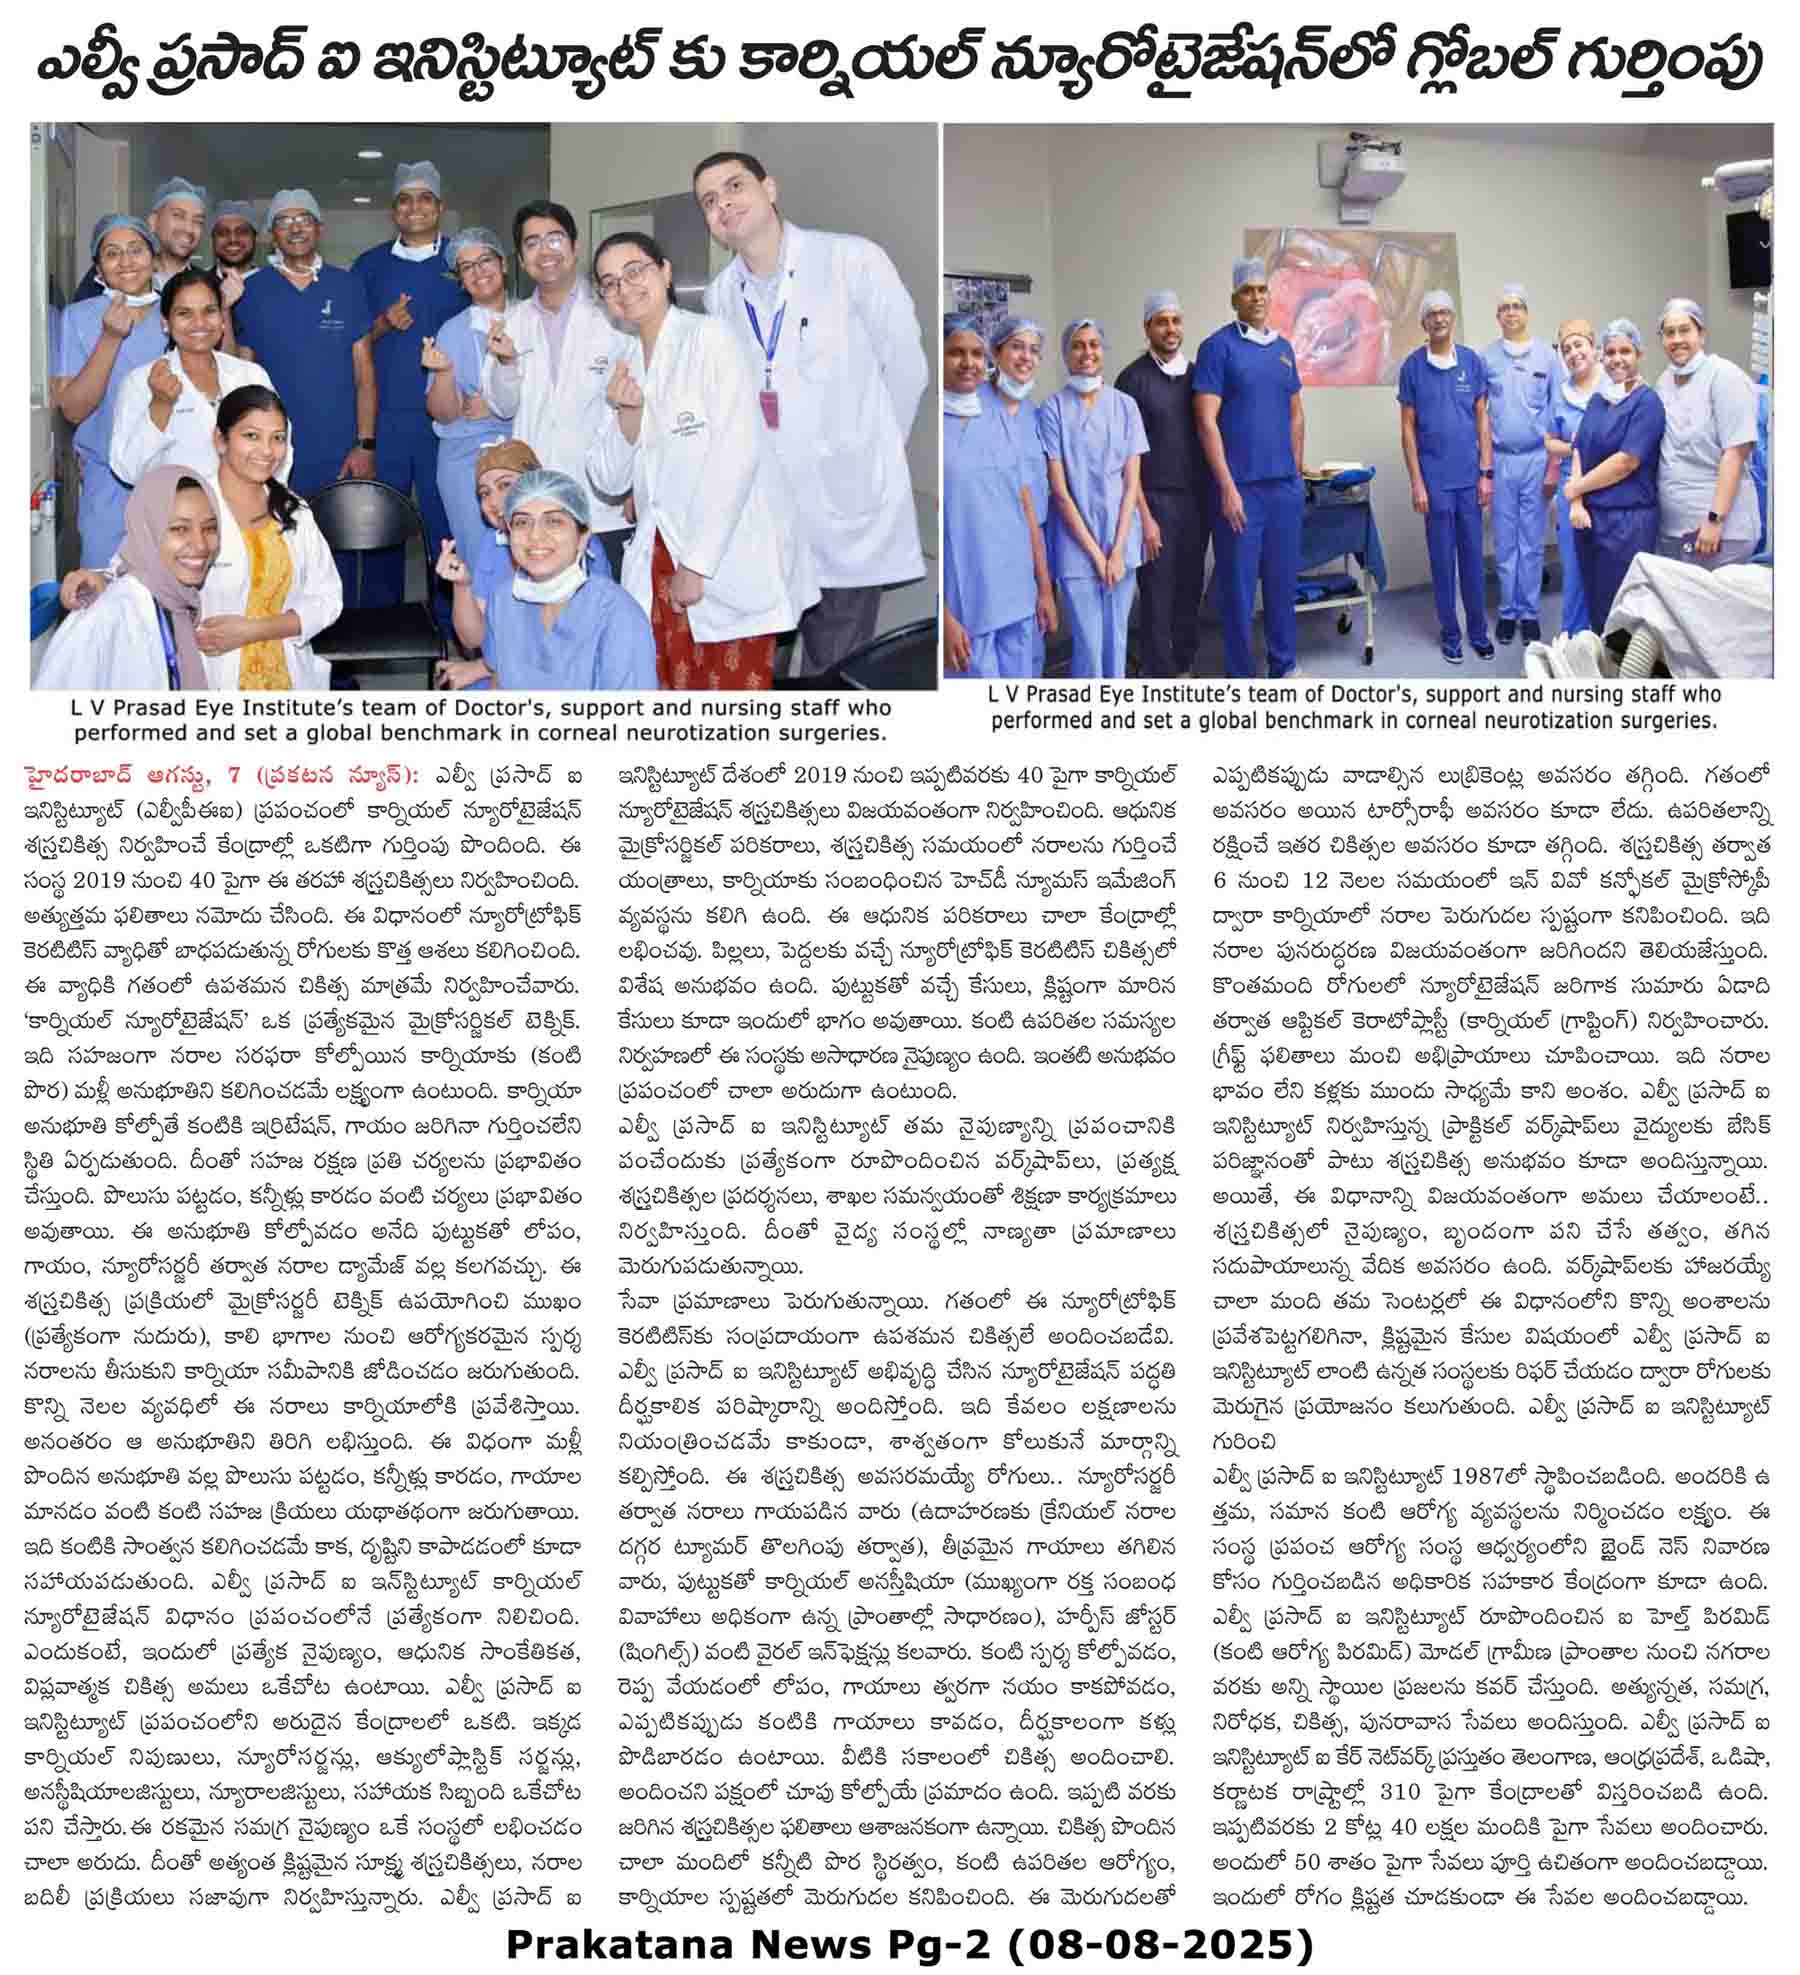 ఎల్వీ ప్రసాద్ ఐ ఇనిస్టిట్యూట్ కు కార్నియల్ న్యూరోటైజేషన్‌లో గ్లోబల్ గుర్తింపు
L V Prasad Eye Institute’s team of Doctor's, support and nursing staff who
performed and set a global benchmark in corneal neurotization surgeries.
L V Prasad Eye Institute’s team of Doctor's, support and nursing staff who
performed and set a global benchmark in corneal neurotization surgeries.
హైదరాబాద్ ఆగస్టు, 7 (ప్రకటన న్యూస్): ఎల్వీ ప్రసాద్ ఐ
ఇనిస్టిట్యూట్ (ఎల్వీపీఈఐ) ప్రపంచంలో కార్నియల్ న్యూరోటైజేషన్
శస్త్రచికిత్స నిర్వహించే కేంద్రాల్లో ఒకటిగా గుర్తింపు పొందింది. ఈ
సంస్థ 2019 నుంచి 40 పైగా ఈ తరహా శస్త్రచికిత్సలు నిర్వహించింది.
అత్యుత్తమ ఫలితాలు నమోదు చేసింది. ఈ విధానంలో న్యూరోట్రోఫిక్
కెరటిటిస్ వ్యాధితో బాధపడుతున్న రోగులకు కొత్త ఆశలు కలిగించింది.
ఈ వ్యాధికి గతంలో ఉపశమన చికిత్స మాత్రమే నిర్వహించేవారు.
‘కార్నియల్ న్యూరోటైజేషన్’ ఒక ప్రత్యేకమైన మైక్రోసర్జికల్ టెక్నిక్.
ఇది సహజంగా నరాల సరఫరా కోల్పోయిన కార్నియాకు (కంటి
పొర) మళ్లీ అనుభూతిని కలిగించడమే లక్ష్యంగా ఉంటుంది. కార్నియా
అనుభూతి కోల్పోతే కంటికి ఇర్రిటేషన్, గాయం జరిగినా గుర్తించలేని
స్థితి ఏర్పడుతుంది. దీంతో సహజ రక్షణ ప్రతి చర్యలను ప్రభావితం
చేస్తుంది. పొలుసు పట్టడం, కన్నీళ్లు కారడం వంటి చర్యలు ప్రభావితం
అవుతాయి. ఈ అనుభూతి కోల్పోవడం అనేది పుట్టుకతో లోపం,
గాయం, న్యూరోసర్జరీ తర్వాత నరాల డ్యామేజ్ వల్ల కలగవచ్చు. ఈ
శస్త్రచికిత్స ప్రక్రియలో మైక్రోసర్జరీ టెక్నిక్ ఉపయోగించి ముఖం
(ప్రత్యేకంగా నుదురు), కాలి భాగాల నుంచి ఆరోగ్యకరమైన స్పర్శ
నరాలను తీసుకుని కార్నియా సమీపానికి జోడించడం జరుగుతుంది.
కొన్ని నెలల వ్యవధిలో ఈ నరాలు కార్నియాలోకి ప్రవేశిస్తాయి.
అనంతరం ఆ అనుభూతిని తిరిగి లభిస్తుంది. ఈ విధంగా మళ్లీ
పొందిన అనుభూతి వల్ల పొలుసు పట్టడం, కన్నీళ్లు కారడం, గాయాల
మానడం వంటి కంటి సహజ క్రియలు యథాతథంగా జరుగుతాయి.
ఇది కంటికి సాంత్వన కలిగించడమే కాక, దృష్టిని కాపాడడంలో కూడా
సహాయపడుతుంది. ఎల్వీ ప్రసాద్ ఐ ఇన్‌స్టిట్యూట్ కార్నియల్
న్యూరోటైజేషన్ విధానం ప్రపంచంలోనే ప్రత్యేకంగా నిలిచింది.
ఎందుకంటే, ఇందులో ప్రత్యేక నైపుణ్యం, ఆధునిక సాంకేతికత,
విప్లవాత్మక చికిత్స అమలు ఒకేచోట ఉంటాయి. ఎల్వీ ప్రసాద్ ఐ
ఇనిస్టిట్యూట్ ప్రపంచంలోని అరుదైన కేంద్రాలలో ఒకటి. ఇక్కడ
కార్నియల్ నిపుణులు, న్యూరోసర్జన్లు, ఆక్యులోప్లాస్టిక్ సర్జన్లు,
అనస్థీషియాలజిస్టులు, న్యూరాలజిస్టులు, సహాయక సిబ్బంది ఒకేచోట
పని చేస్తారు.ఈ రకమైన సమగ్ర నైపుణ్యం ఒకే సంస్థలో లభించడం
చాలా అరుదు. దీంతో అత్యంత క్లిష్టమైన సూక్ష్మ శస్త్రచికిత్సలు, నరాల
బదిలీ ప్రక్రియలు సజావుగా నిర్వహిస్తున్నారు. ఎల్వీ ప్రసాద్ ఐ
ఇనిస్టిట్యూట్ దేశంలో 2019 నుంచి ఇప్పటివరకు 40 పైగా కార్నియల్
న్యూరోటైజేషన్ శస్త్రచికిత్సలు విజయవంతంగా నిర్వహించింది. ఆధునిక
మైక్రోసర్జికల్ పరికరాలు, శస్త్రచికిత్స సమయంలో నరాలను గుర్తించే
యంత్రాలు, కార్నియాకు సంబంధించిన హెచ్‌డీ న్యూమస్ ఇమేజింగ్
వ్యవస్థను కలిగి ఉంది. ఈ ఆధునిక పరికరాలు చాలా కేంద్రాల్లో
లభించవు. పిల్లలు, పెద్దలకు వచ్చే న్యూరోట్రోఫిక్ కెరటిటిస్ చికిత్సలో
విశేష అనుభవం ఉంది. పుట్టుకతో వచ్చే కేసులు, క్లిష్టంగా మారిన
కేసులు కూడా ఇందులో భాగం అవుతాయి. కంటి ఉపరితల సమస్యల
నిర్వహణలో ఈ సంస్థకు అసాధారణ నైపుణ్యం ఉంది. ఇంతటి అనుభవం
ప్రపంచంలో చాలా అరుదుగా ఉంటుంది.
ఎల్వీ ప్రసాద్ ఐ ఇనిస్టిట్యూట్ తమ నైపుణ్యాన్ని ప్రపంచానికి
పంచేందుకు ప్రత్యేకంగా రూపొందించిన వర్క్‌షాప్‌లు, ప్రత్యక్ష
శస్త్రచికిత్సల ప్రదర్శనలు, శాఖల సమన్వయంతో శిక్షణా కార్యక్రమాలు
నిర్వహిస్తుంది. దీంతో వైద్య సంస్థల్లో నాణ్యతా ప్రమాణాలు
మెరుగుపడుతున్నాయి.
సేవా ప్రమాణాలు పెరుగుతున్నాయి. గతంలో ఈ న్యూరోట్రోఫిక్
కెరటిటిస్‌కు సంప్రదాయంగా ఉపశమన చికిత్సలే అందించబడేవి.
ఎల్వీ ప్రసాద్ ఐ ఇనిస్టిట్యూట్ అభివృద్ధి చేసిన న్యూరోటైజేషన్ పద్ధతి
దీర్ఘకాలిక పరిష్కారాన్ని అందిస్తోంది. ఇది కేవలం లక్షణాలను
నియంత్రించడమే కాకుండా, శాశ్వతంగా కోలుకునే మార్గాన్ని
కల్పిస్తోంది. ఈ శస్త్రచికిత్స అవసరమయ్యే రోగులు.. న్యూరోసర్జరీ
తర్వాత నరాలు గాయపడిన వారు (ఉదాహరణకు క్రేనియల్ నరాల
దగ్గర ట్యూమర్ తొలగింపు తర్వాత), తీవ్రమైన గాయాలు తగిలిన
వారు, పుట్టుకతో కార్నియల్ అనస్తీషియా (ముఖ్యంగా రక్త సంబంధ
వివాహాలు అధికంగా ఉన్న ప్రాంతాల్లో సాధారణం), హర్పీస్ జోస్టర్
(షింగిల్స్) వంటి వైరల్ ఇన్‌ఫెక్షన్లు కలవారు. కంటి స్పర్శ కోల్పోవడం,
రెప్ప వేయడంలో లోపం, గాయాలు త్వరగా నయం కాకపోవడం,
ఎప్పటికప్పుడు కంటికి గాయాలు కావడం, దీర్ఘకాలంగా కళ్లు
పొడిబారడం ఉంటాయి. వీటికి సకాలంలో చికిత్స అందించాలి.
అందించని పక్షంలో చూపు కోల్పోయే ప్రమాదం ఉంది. ఇప్పటి వరకు
జరిగిన శస్త్రచికిత్సల ఫలితాలు ఆశాజనకంగా ఉన్నాయి. చికిత్స పొందిన
చాలా మందిలో కన్నీటి పొర స్థిరత్వం, కంటి ఉపరితల ఆరోగ్యం,
కార్నియాల స్పష్టతలో మెరుగుదల కనిపించింది. ఈ మెరుగుదలతో
ఎప్పటికప్పుడు వాడాల్సిన లుబ్రికెంట్ల అవసరం తగ్గింది. గతంలో
అవసరం అయిన టార్సోరాఫీ అవసరం కూడా లేదు. ఉపరితలాన్ని
రక్షించే ఇతర చికిత్సల అవసరం కూడా తగ్గింది. శస్త్రచికిత్స తర్వాత
6 నుంచి 12 నెలల సమయంలో ఇన్ వివో కన్ఫోకల్ మైక్రోస్కోపీ
ద్వారా కార్నియాలో నరాల పెరుగుదల స్పష్టంగా కనిపించింది. ఇది
నరాల పునరుద్ధరణ విజయవంతంగా జరిగిందని తెలియజేస్తుంది.
కొంతమంది రోగులలో న్యూరోటైజేషన్ జరిగాక సుమారు ఏడాది
తర్వాత ఆప్టికల్ కెరాటోప్లాస్టీ (కార్నియల్ గ్రాప్టింగ్) నిర్వహించారు.
గ్రీఫ్ట్ ఫలితాలు మంచి అభిప్రాయాలు చూపించాయి. ఇది నరాల
భావం లేని కళ్లకు ముందు సాధ్యమే కాని అంశం. ఎల్వీ ప్రసాద్ ఐ
ఇనిస్టిట్యూట్ నిర్వహిస్తున్న ప్రాక్టికల్ వర్క్‌షాప్‌లు వైద్యులకు బేసిక్
పరిజ్ఞానంతో పాటు శస్త్రచికిత్స అనుభవం కూడా అందిస్తున్నాయి.
అయితే, ఈ విధానాన్ని విజయవంతంగా అమలు చేయాలంటే..
శస్త్రచికిత్సలో నైపుణ్యం, బృందంగా పని చేసే తత్వం, తగిన
సదుపాయాలున్న వేదిక అవసరం ఉంది. వర్క్‌షాప్‌లకు హాజరయ్యే
చాలా మంది తమ సెంటర్లలో ఈ విధానంలోని కొన్ని అంశాలను
ప్రవేశపెట్టగలిగినా, క్లిష్టమైన కేసుల విషయంలో ఎల్వీ ప్రసాద్ ఐ
ఇనిస్టిట్యూట్ లాంటి ఉన్నత సంస్థలకు రిఫర్ చేయడం ద్వారా రోగులకు
మెరుగైన ప్రయోజనం కలుగుతుంది. ఎల్వీ ప్రసాద్ ఐ ఇనిస్టిట్యూట్
గురించి
ఎల్వీ ప్రసాద్ ఐ ఇనిస్టిట్యూట్ 1987లో స్థాపించబడింది. అందరికి ఉ
త్తమ, సమాన కంటి ఆరోగ్య వ్యవస్థలను నిర్మించడం లక్ష్యం. ఈ
సంస్థ ప్రపంచ ఆరోగ్య సంస్థ ఆధ్వర్యంలోని బ్లైండ్ నెస్ నివారణ
కోసం గుర్తించబడిన అధికారిక సహకార కేంద్రంగా కూడా ఉంది.
ఎల్వీ ప్రసాద్ ఐ ఇనిస్టిట్యూట్ రూపొందించిన ఐ హెల్త్ పిరమిడ్
(కంటి ఆరోగ్య పిరమిడ్) మోడల్ గ్రామీణ ప్రాంతాల నుంచి నగరాల
వరకు అన్ని స్థాయిల ప్రజలను కవర్ చేస్తుంది. అత్యున్నత, సమగ్ర,
నిరోధక, చికిత్స, పునరావాస సేవలు అందిస్తుంది. ఎల్వీ ప్రసాద్ ఐ
ఇనిస్టిట్యూట్ ఐ కేర్ నెట్‌వర్క్ ప్రస్తుతం తెలంగాణ, ఆంధ్రప్రదేశ్, ఒడిషా,
కర్ణాటక రాష్ట్రాల్లో 310 పైగా కేంద్రాలతో విస్తరించబడి ఉంది.
ఇప్పటివరకు 2 కోట్ల 40 లక్షల మందికి పైగా సేవలు అందించారు.
అందులో 50 శాతం పైగా సేవలు పూర్తి ఉచితంగా అందించబడ్డాయి.
ఇందులో రోగం క్లిష్టత చూడకుండా ఈ సేవల అందించబడ్డాయి.
Prakatana News Pg-2 (08-08-2025)